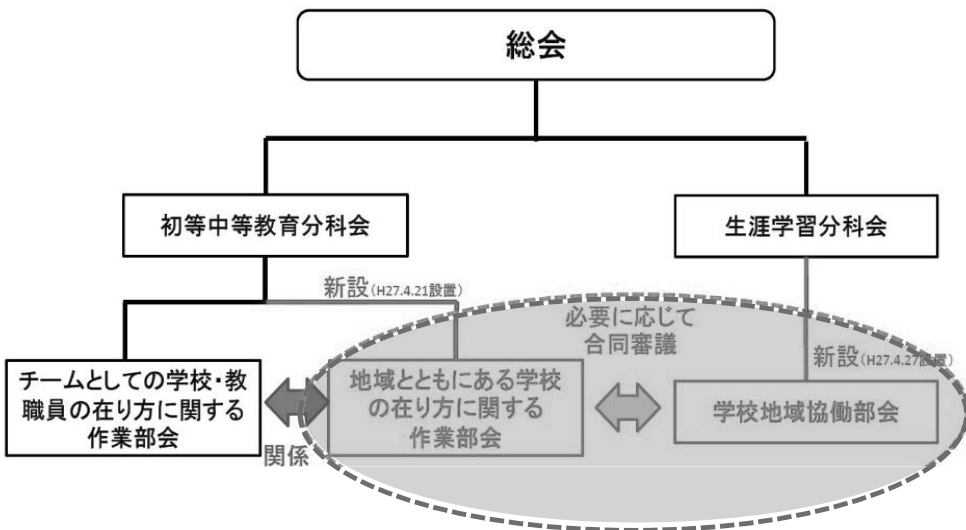 総会
初等中等教育分科会
生涯学習分科会
新設(H27.4.21設置)
必要に応じて
合同審議
新設(H27.4.27設置)
チームとしての学校・教
職員の在り方に関する
作業部会
地域とともにある学校
の在り方に関する
作業部会
学校地域協働部会
関係